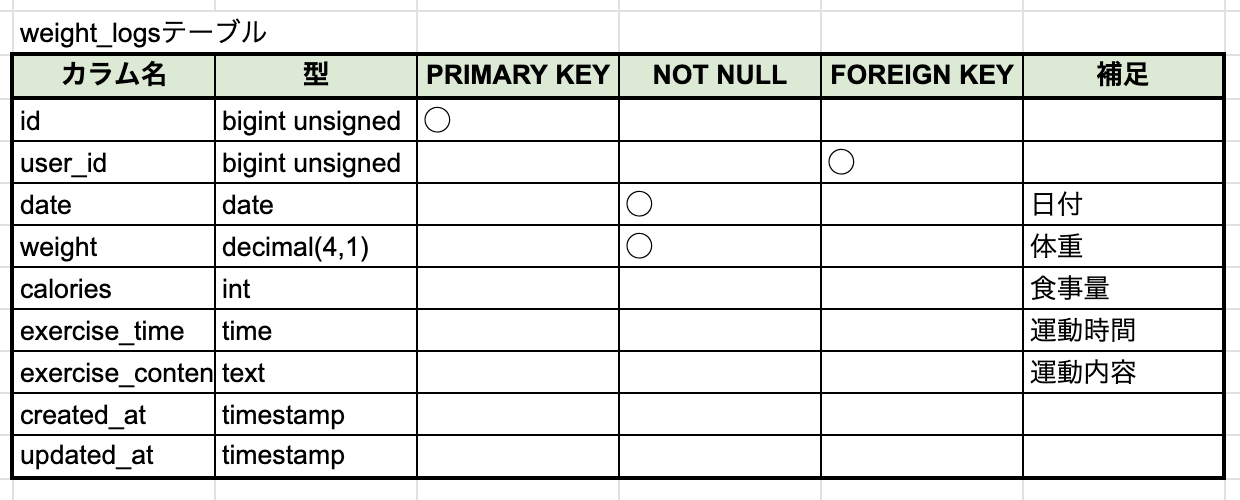 weight_logsテーブル
カラム名 型 PRIMARY KEY NOT NULL FOREIGN KEY 補足
id bigint unsigned ◯
user_id bigint unsigned ◯
date date ◯ 日付
weight decimal(4,1) ◯ 体重
calories int 食事量
exercise_time time 運動時間
exercise_conten text 運動内容
created_at timestamp
updated_at timestamp